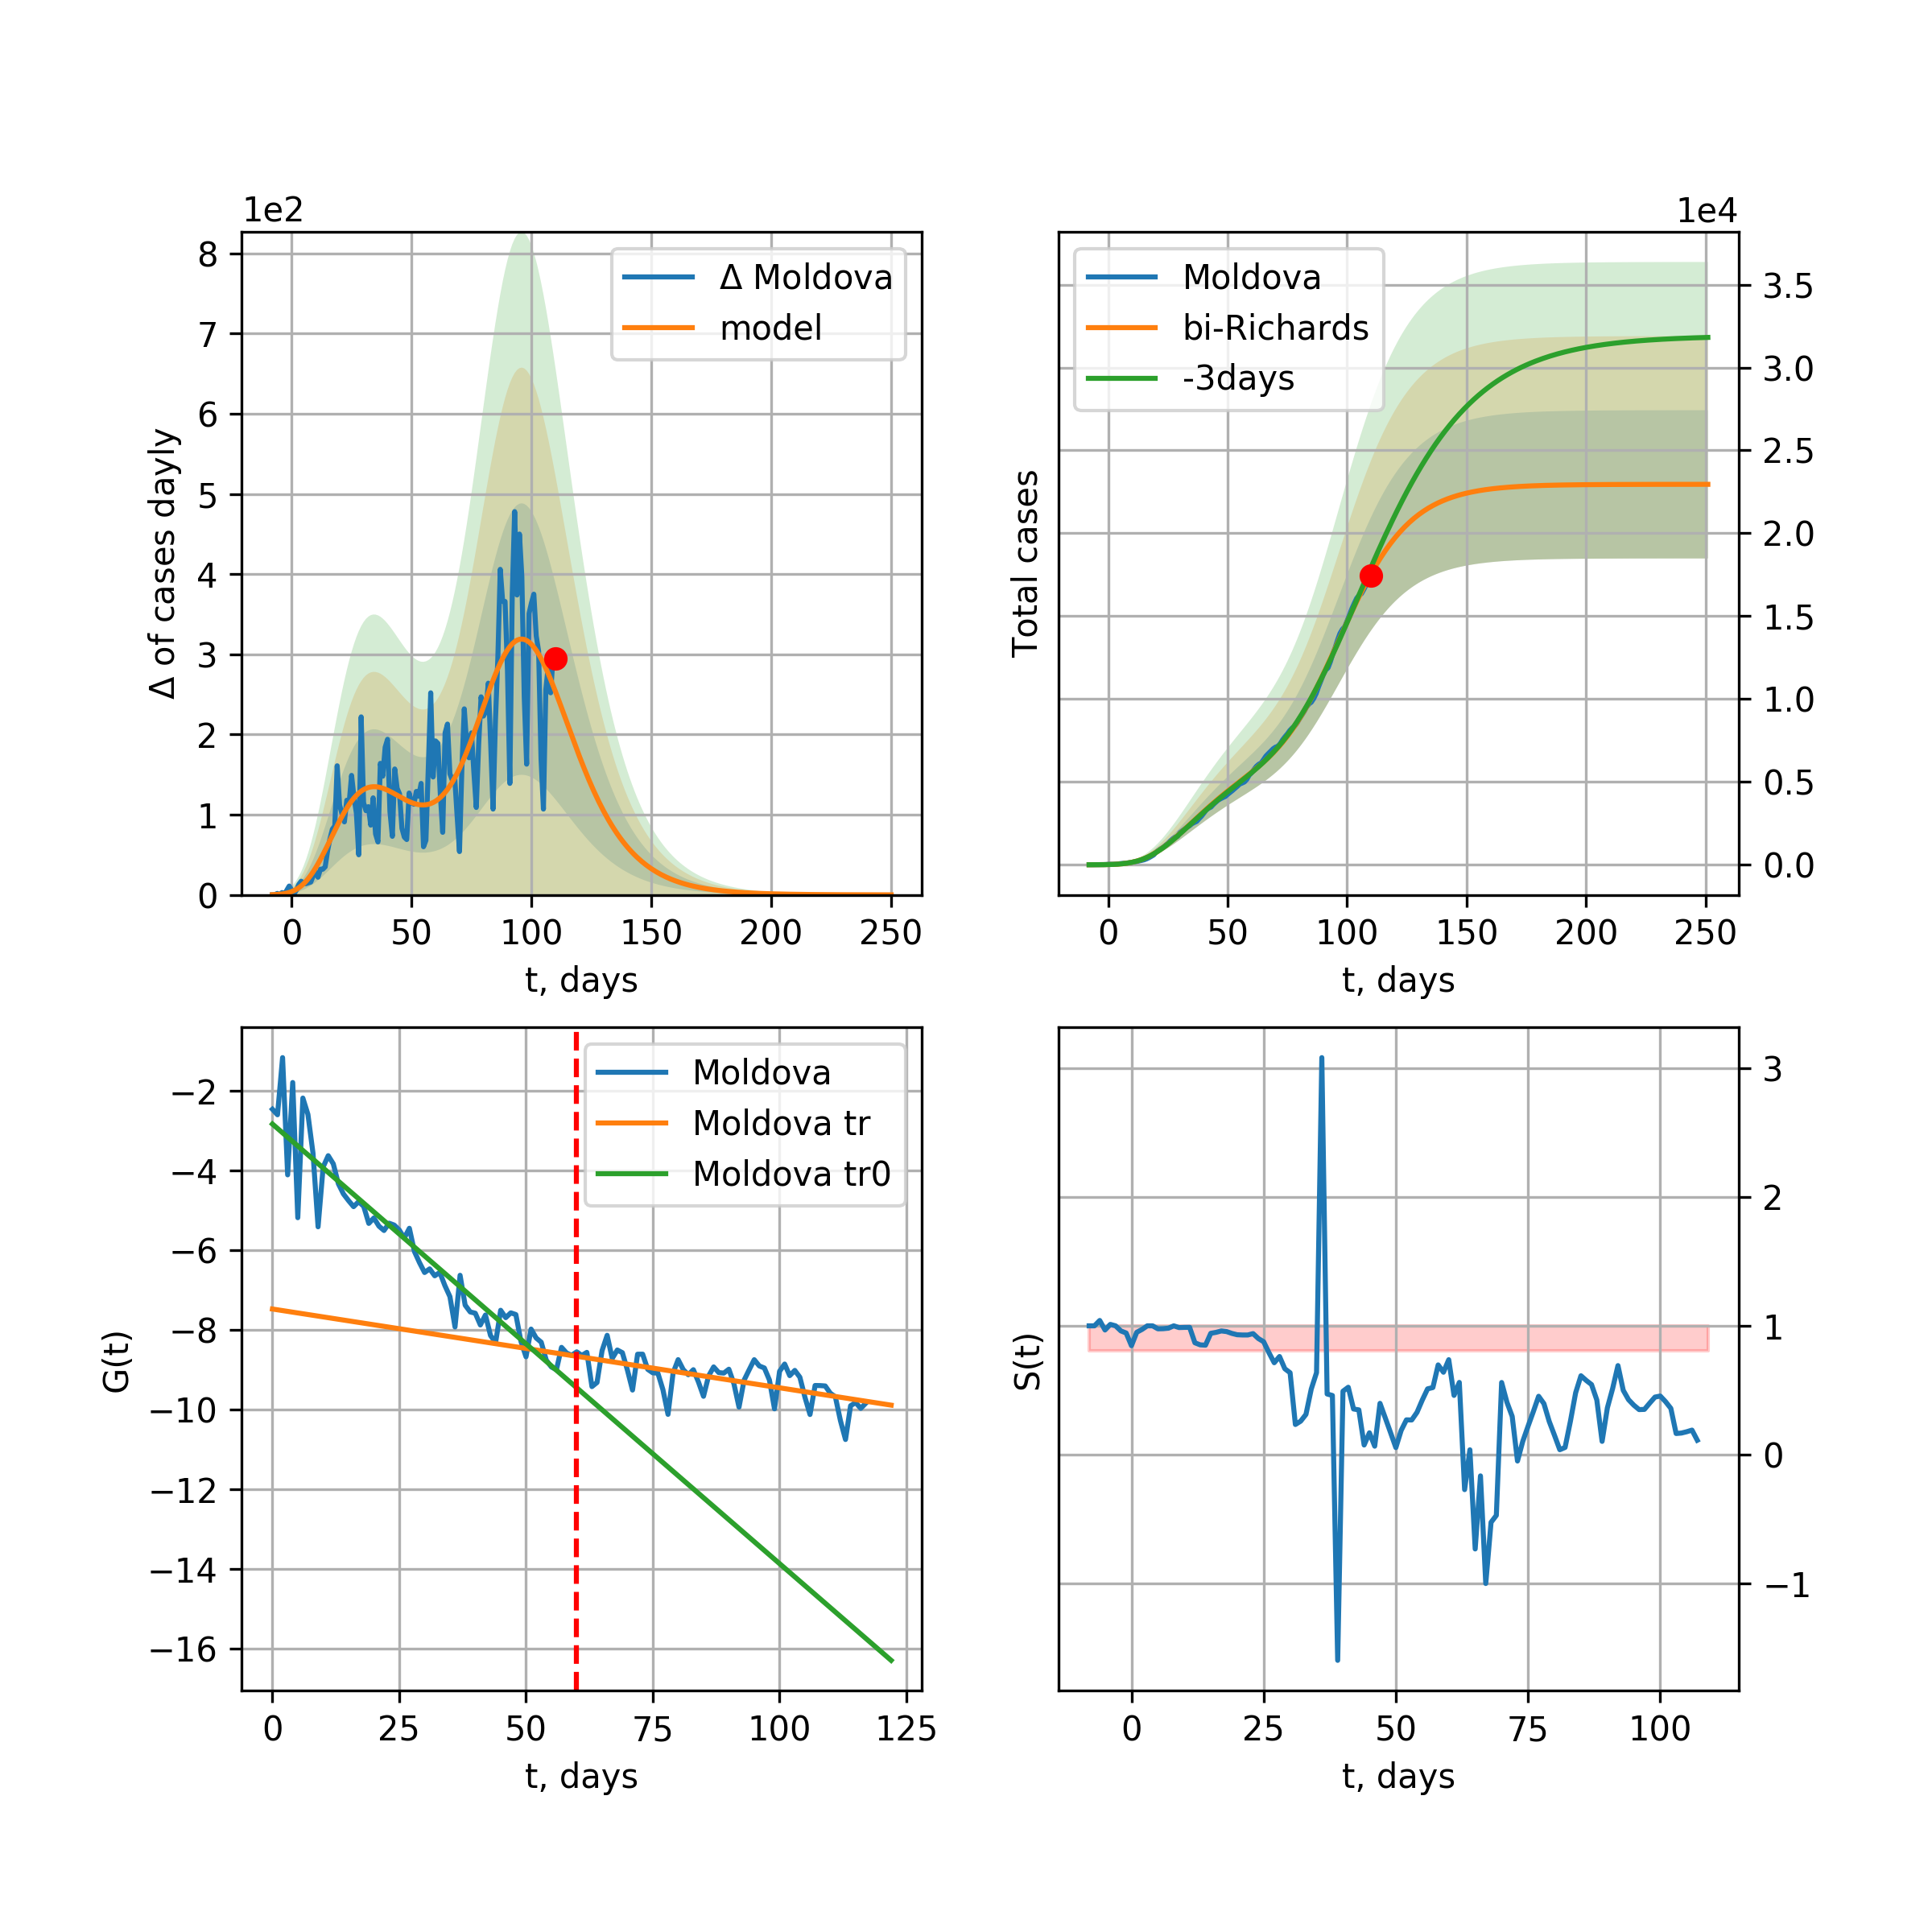 1e2
8
7
6
5
4
3
2
1
0
Δ of cases dayly
Δ Moldova
model
0 50 100 150 200 250
t, days
1e4
3.5
3.0
2.5
2.0
1.5
1.0
0.5
0.0
Total cases
Moldova
bi-Richards
-3days
0 50 100 150 200 250
t, days
−2
−4
−6
−8
−10
−12
−14
−16
G(t)
Moldova
Moldova tr
Moldova tr0
0 25 50 75 100 125
t, days
3
2
1
0
−1
S(t)
0 25 50 75 100
t, days